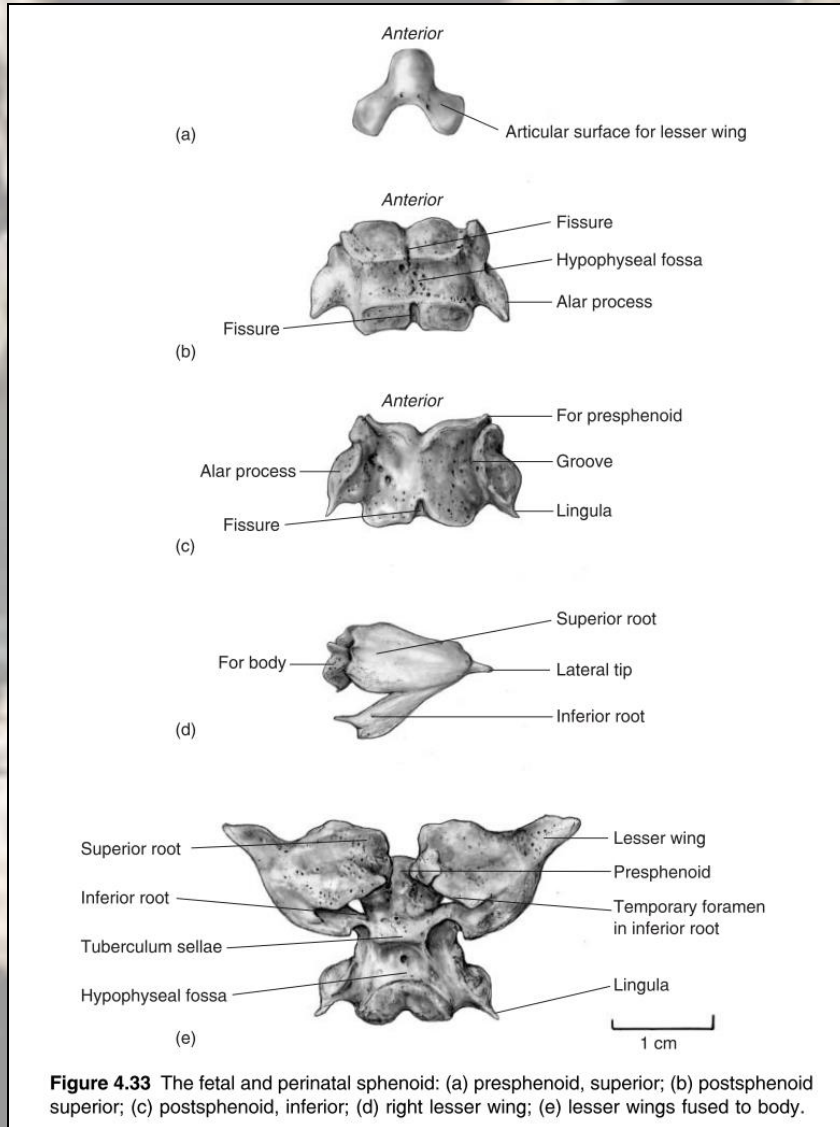 Anterior
(a)
Articular surface for lesser wing
Anterior
Fissure
Hypophyseal fossa
Alar process
Fissure
(b)
Anterior
For presphenoid
Alar process
Groove
Fissure
Lingula
(c)
Superior root
For body
Lateral tip
Inferior root
(d)
Superior root
Lesser wing
Presphenoid
Inferior root
Temporary foramen
in inferior root
Tuberculum sellae
Hypophyseal fossa
Lingula
(e)
1 cm
Figure 4.33 The fetal and perinatal sphenoid: (a) presphenoid, superior; (b) postsphenoid
superior; (c) postsphenoid, inferior; (d) right lesser wing; (e) lesser wings fused to body.